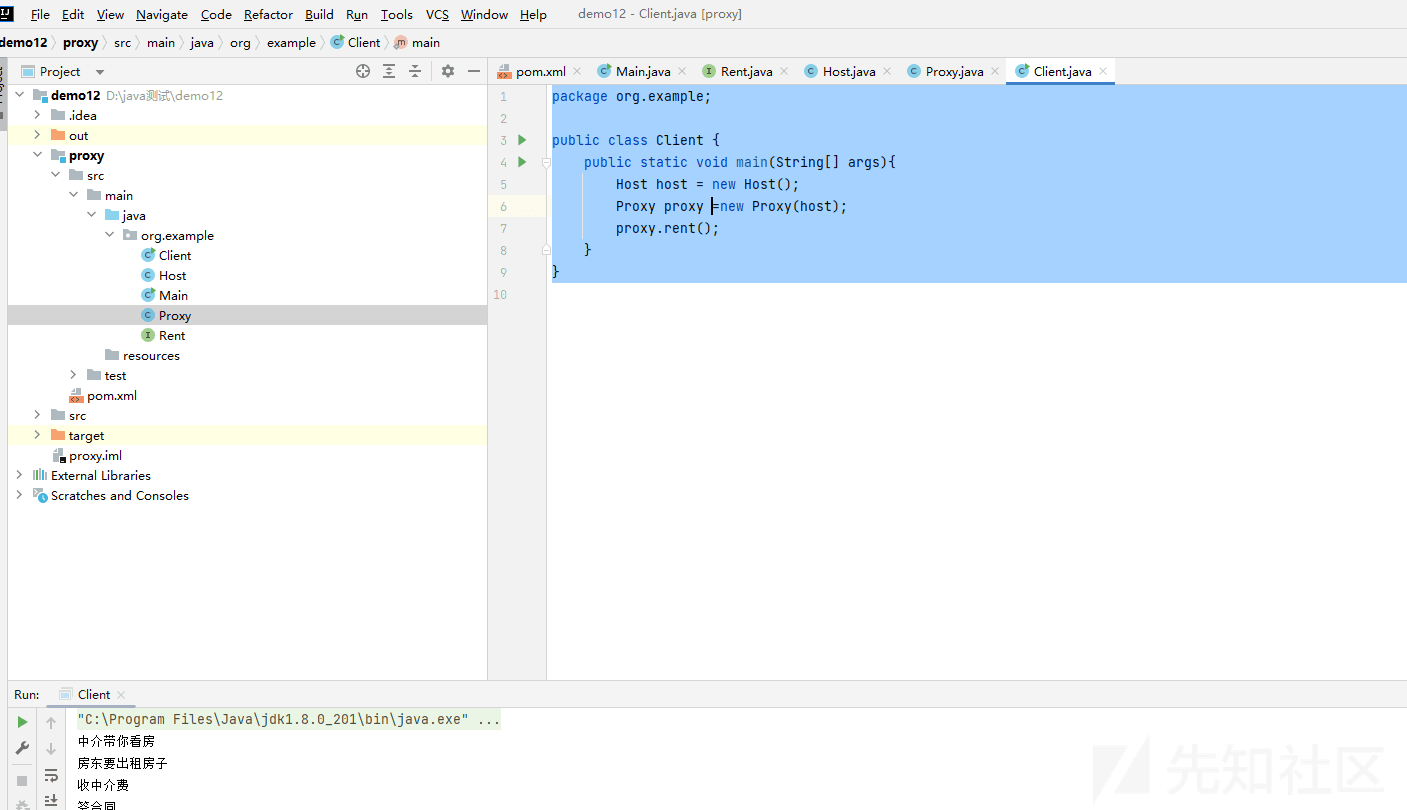 File Edit View Navigate Code Refactor Build Run Tools VCS Window Help demo12 - Client.java [proxy]
demo12 proxy src main java org example Client main
Project
pom.xml Main.java Rent.java Host.java Proxy.java Client.java
demo12 D:\java测试\demo12
.idea
out
proxy
src
main
java
org.example
Client
Host
Main
Proxy
Rent
resources
test
pom.xml
src
target
proxy.iml
External Libraries
Scratches and Consoles
1 package org.example;
2
3 public class Client {
4 public static void main(String[] args){
5 Host host = new Host();
6 Proxy proxy =new Proxy(host);
7 proxy.rent();
8 }
9 }
10
Run: Client
"C:\Program Files\Java\jdk1.8.0_201\bin\java.exe" ...
中介带你看房
房东要出租房子
收中介费
签合同
先知社区